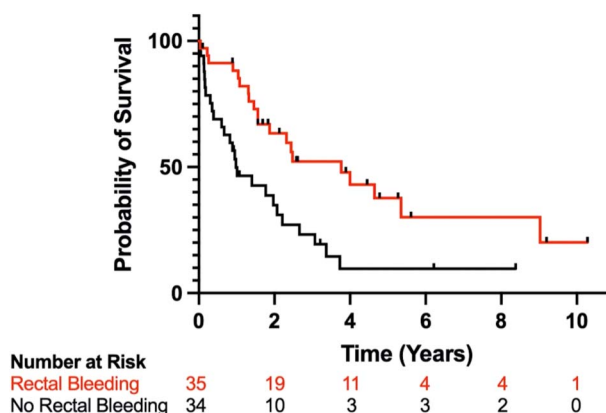 Probability of Survival
100
50
0
0 2 4 6 8 10
Time (Years)
Number at Risk
Rectal Bleeding 35 19 11 4 4 1
No Rectal Bleeding 34 10 3 3 2 0